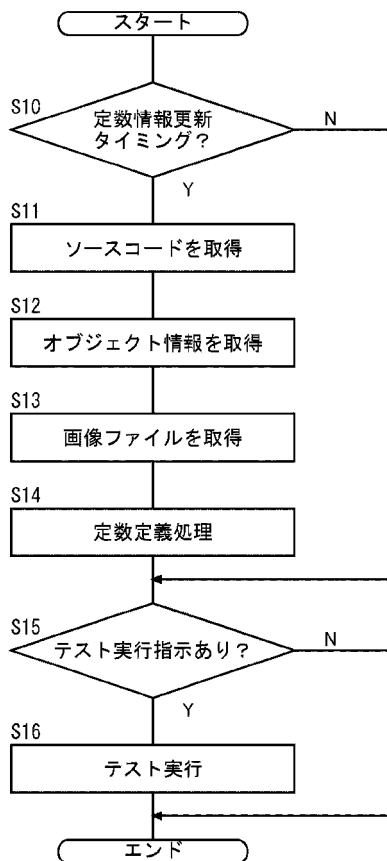 スタート
S10
定数情報更新
タイミング？
N
Y
S11
ソースコードを取得
S12
オブジェクト情報を取得
S13
画像ファイルを取得
S14
定数定義処理
S15
テスト実行指示あり？
N
Y
S16
テスト実行
エンド